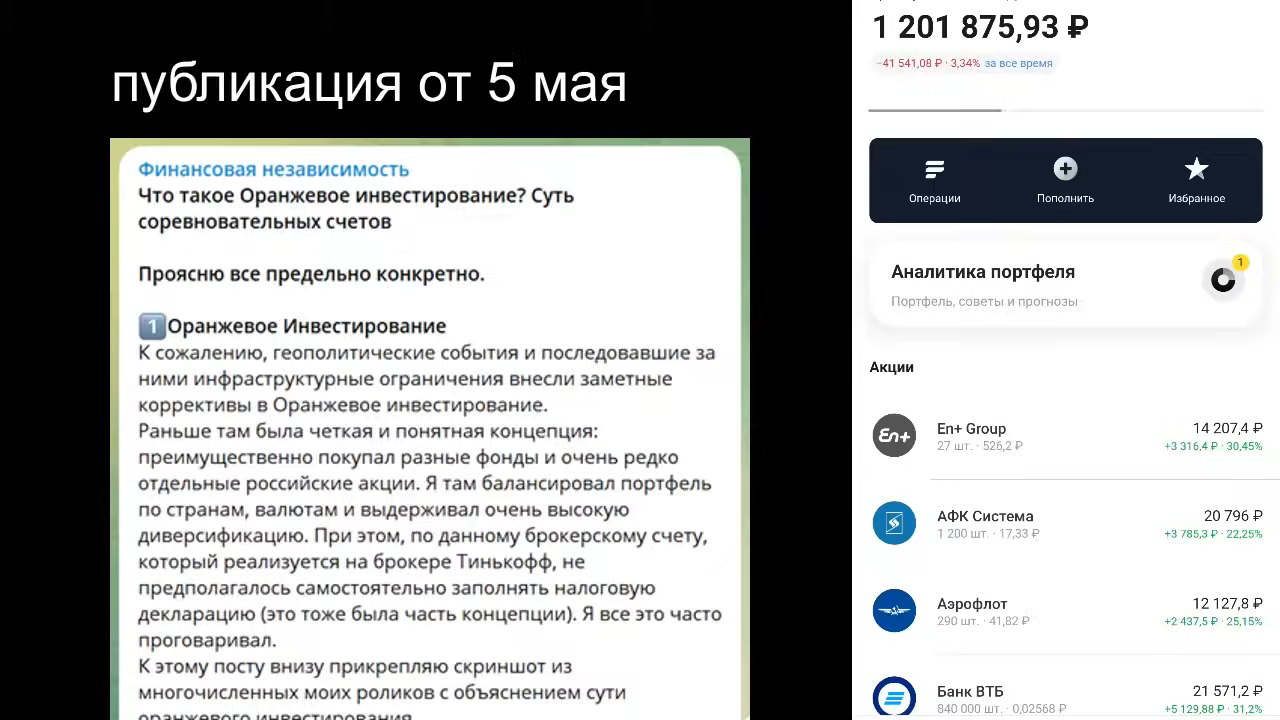 публикация от 5 мая
Финансовая независимость
Что такое Оранжевое инвестирование? Суть
соревновательных счетов
Проясню все предельно конкретно.
1 Оранжевое Инвестирование
К сожалению, геополитические события и последовавшие за
ними инфраструктурные ограничения внесли заметные
коррективы в Оранжевое инвестирование.
Раньше там была четкая и понятная концепция:
преимущественно покупал разные фонды и очень редко
отдельные российские акции. Я там балансировал портфель
по странам, валютам и выдерживал очень высокую
диверсификацию. При этом, по данному брокерскому счету,
который реализуется на брокере Тинькофф, не
предполагалось самостоятельно заполнять налоговую
декларацию (это тоже была часть концепции). Я все это часто
проговаривал.
К этому посту внизу прикрепляю скриншот из
многочисленных моих роликов с объяснением сути
оранжевого инвестирования
1 201 875,93 ₽
−41 541,08 ₽ · 3,34% за все время
Операции
Пополнить
Избранное
Аналитика портфеля
1
Портфель, советы и прогнозы
Акции
En+
En+ Group
14 207,4 ₽
27 шт. · 526,2 ₽
+3 316,4 ₽ · 30,45%
АФК Система
20 796 ₽
1 200 шт. · 17,33 ₽
+3 785,3 ₽ · 22,25%
Аэрофлот
12 127,8 ₽
290 шт. · 41,82 ₽
+2 437,5 ₽ · 25,15%
Банк ВТБ
21 571,2 ₽
840 000 шт. · 0,02568 ₽
+5 129,88 ₽ · 31,2%